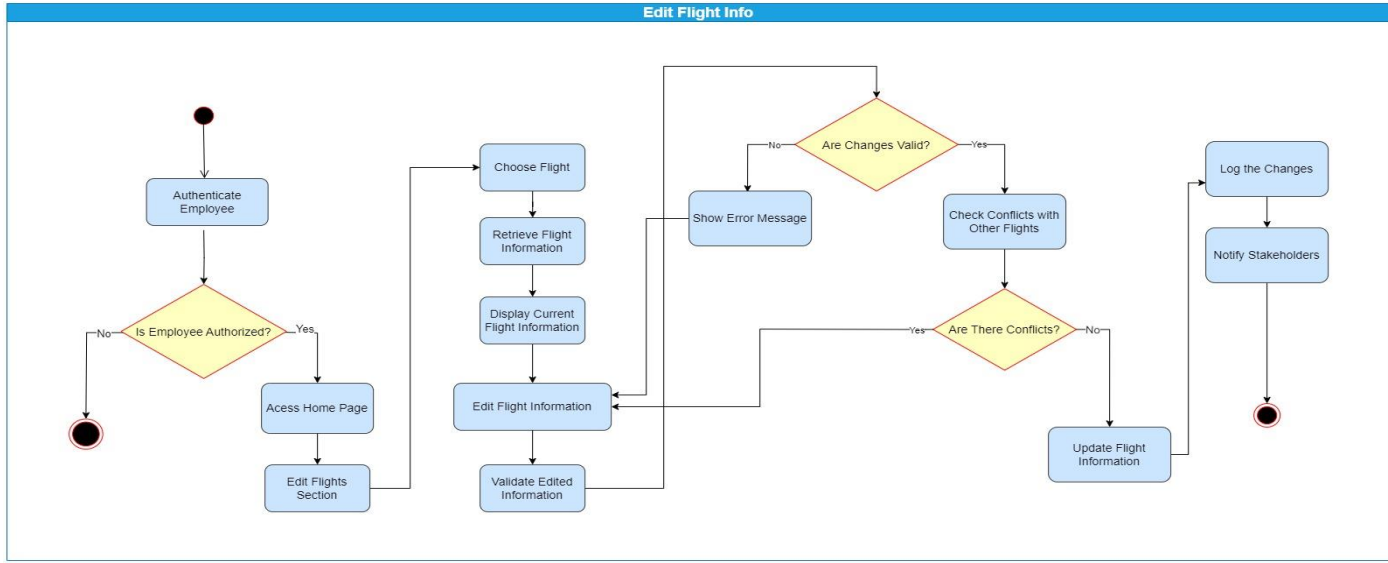 Edit Flight Info
Authenticate
Employee
Is Employee Authorized?
No
Yes
Acess Home Page
Edit Flights
Section
Choose Flight
Retrieve Flight
Information
Display Current
Flight Information
Edit Flight Information
Validate Edited
Information
Are Changes Valid?
No
Yes
Show Error Message
Check Conflicts with
Other Flights
Are There Conflicts?
Yes
No
Update Flight
Information
Log the Changes
Notify Stakeholders